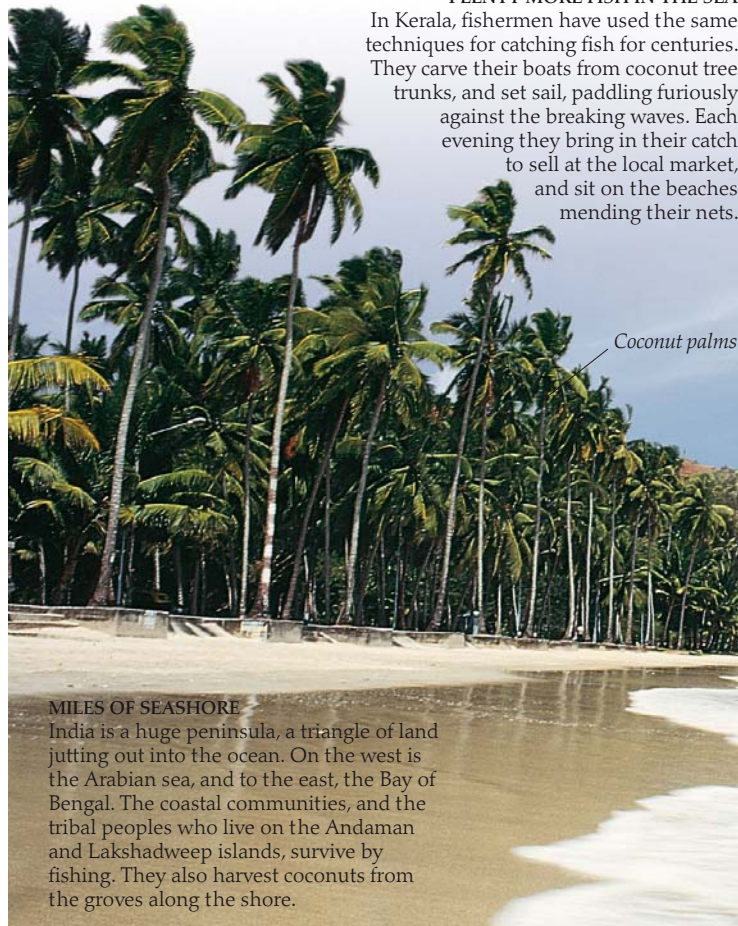 PLENTY MORE FISH IN THE SEA
In Kerala, fishermen have used the same
techniques for catching fish for centuries.
They carve their boats from coconut tree
trunks, and set sail, paddling furiously
against the breaking waves. Each
evening they bring in their catch
to sell at the local market,
and sit on the beaches
mending their nets.
Coconut palms
MILES OF SEASHORE
India is a huge peninsula, a triangle of land
jutting out into the ocean. On the west is
the Arabian sea, and to the east, the Bay of
Bengal. The coastal communities, and the
tribal peoples who live on the Andaman
and Lakshadweep islands, survive by
fishing. They also harvest coconuts from
the groves along the shore.